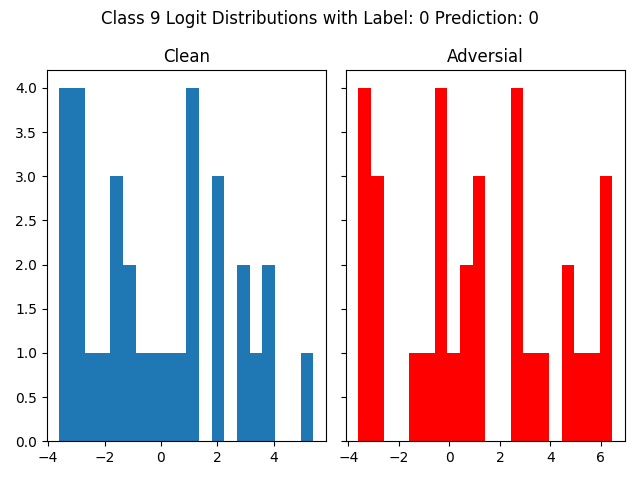 Class 9 Logit Distributions with Label: 0 Prediction: 0
Clean
Adversial
4.0
3.5
3.0
2.5
2.0
1.5
1.0
0.5
0.0
−4 −2 0 2 4
−4 −2 0 2 4 6